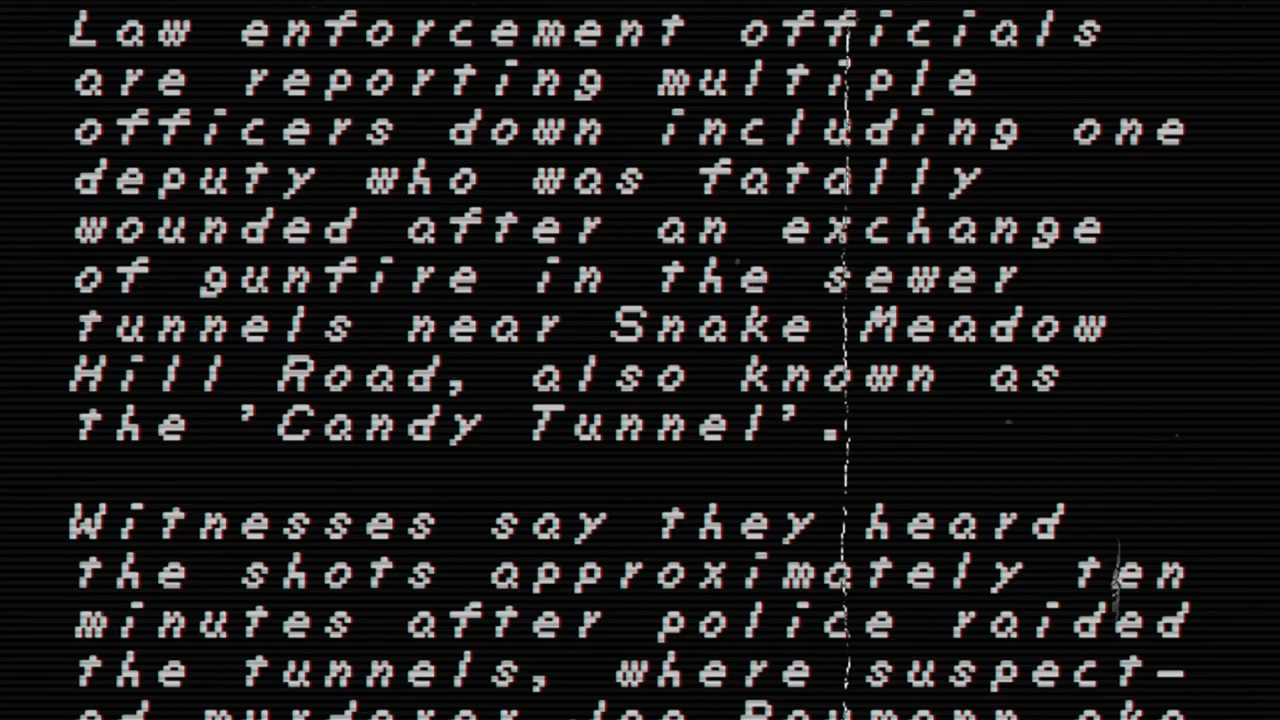 Law enforcement officials
are reporting multiple
officers down including one
deputy who was fatally
wounded after an exchange
of gunfire in the sewer
tunnels near Snake Meadow
Hill Road, also known as
the 'Candy Tunnel'.
Witnesses say they heard
the shots approximately ten
minutes after police raided
the tunnels, where suspect-
ed murderer